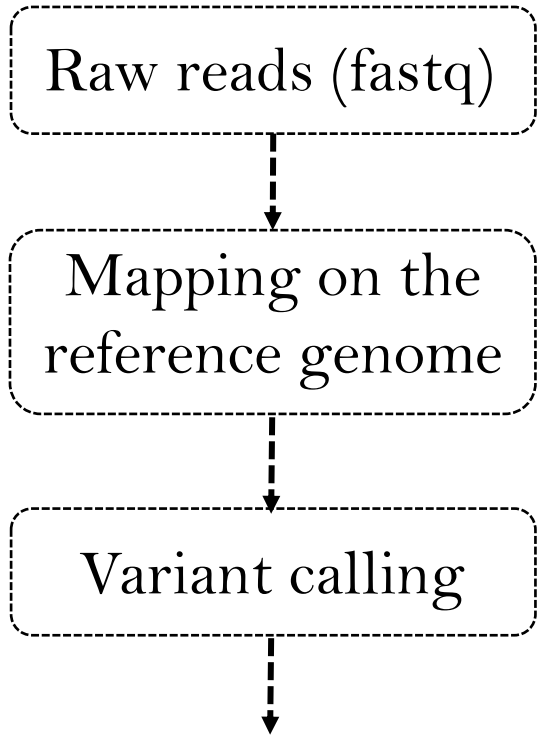 Raw reads (fastq)
Mapping on the
reference genome
Variant calling